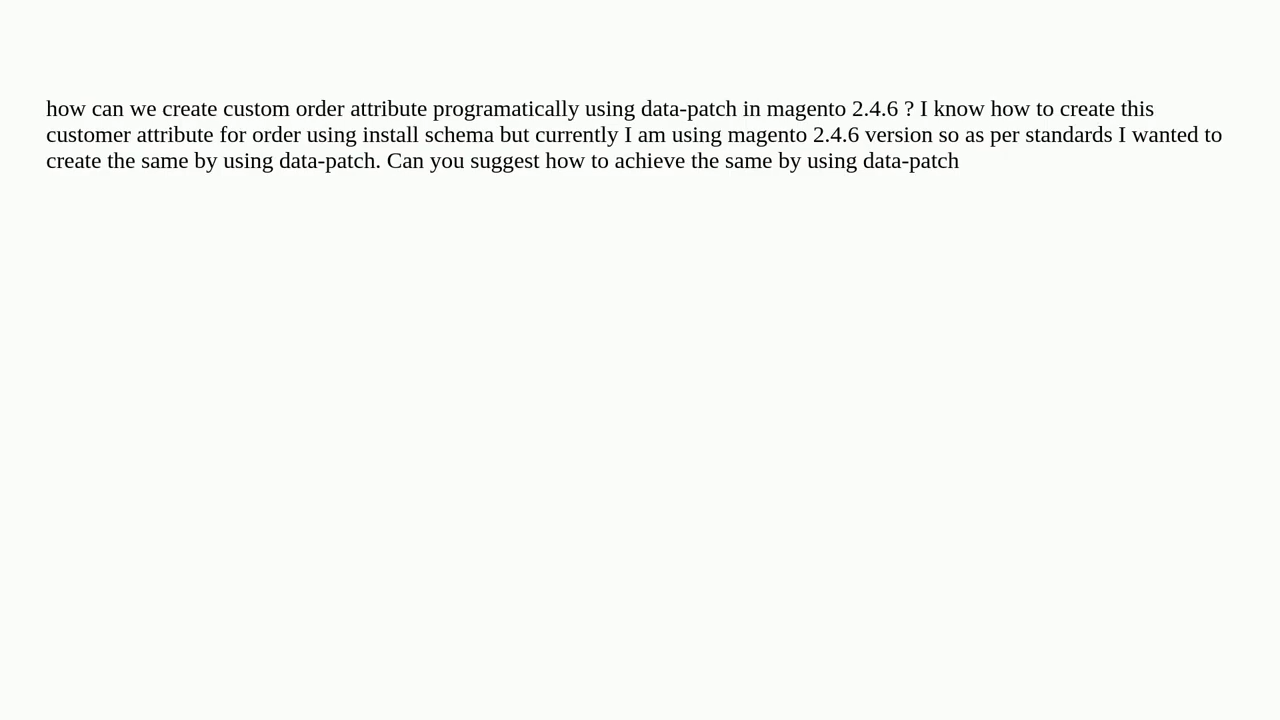 how can we create custom order attribute programatically using data-patch in magento 2.4.6 ? I know how to create this
customer attribute for order using install schema but currently I am using magento 2.4.6 version so as per standards I wanted to
create the same by using data-patch. Can you suggest how to achieve the same by using data-patch